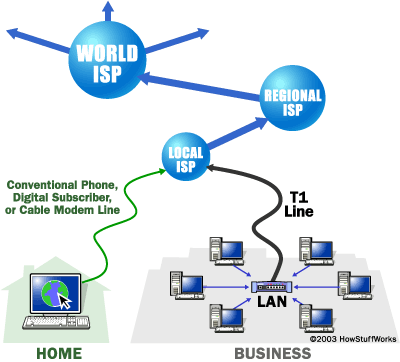 WORLD
ISP
REGIONAL
ISP
LOCAL
ISP
Conventional Phone,
Digital Subscriber,
or Cable Modem Line
T1
Line
LAN
©2003 HowStuffWorks
HOME
BUSINESS